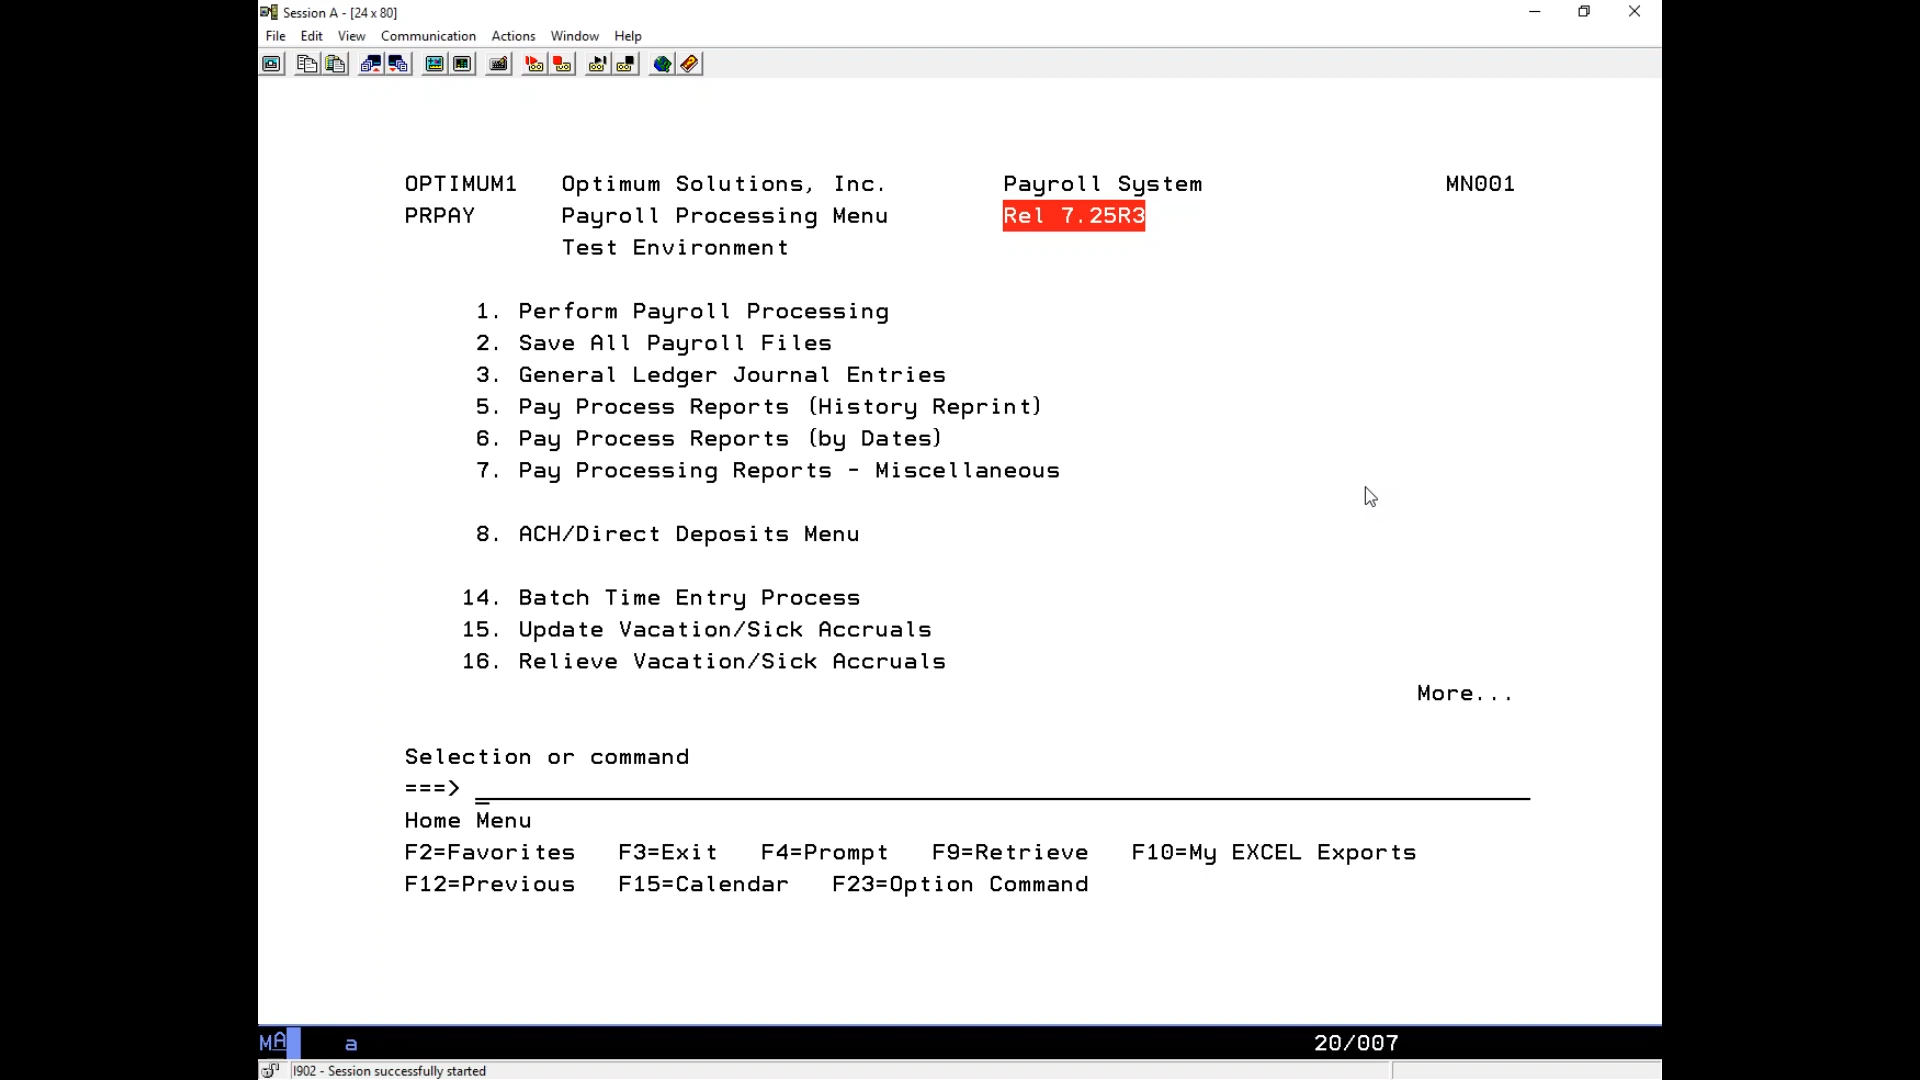 Session A - [24 x 80]
File Edit View Communication Actions Window Help
OPTIMUM1 Optimum Solutions, Inc. Payroll System MN001
PRPAY Payroll Processing Menu Rel 7.25R3
Test Environment
1. Perform Payroll Processing
2. Save All Payroll Files
3. General Ledger Journal Entries
5. Pay Process Reports (History Reprint)
6. Pay Process Reports (by Dates)
7. Pay Processing Reports - Miscellaneous
8. ACH/Direct Deposits Menu
14. Batch Time Entry Process
15. Update Vacation/Sick Accruals
16. Relieve Vacation/Sick Accruals
More...
Selection or command
===>
Home Menu
F2=Favorites F3=Exit F4=Prompt F9=Retrieve F10=My EXCEL Exports
F12=Previous F15=Calendar F23=Option Command
MA a 20/007
I902 - Session successfully started